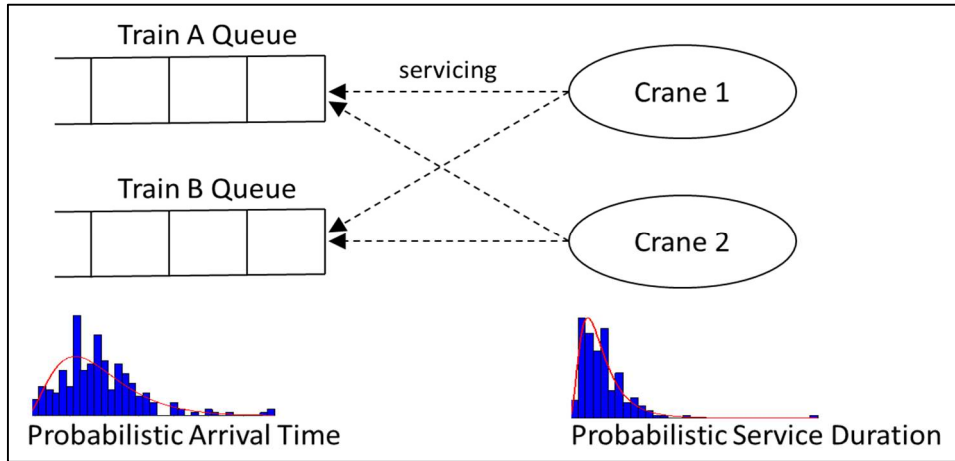 Train A Queue
servicing
Crane 1
Train B Queue
Crane 2
Probabilistic Arrival Time
Probabilistic Service Duration